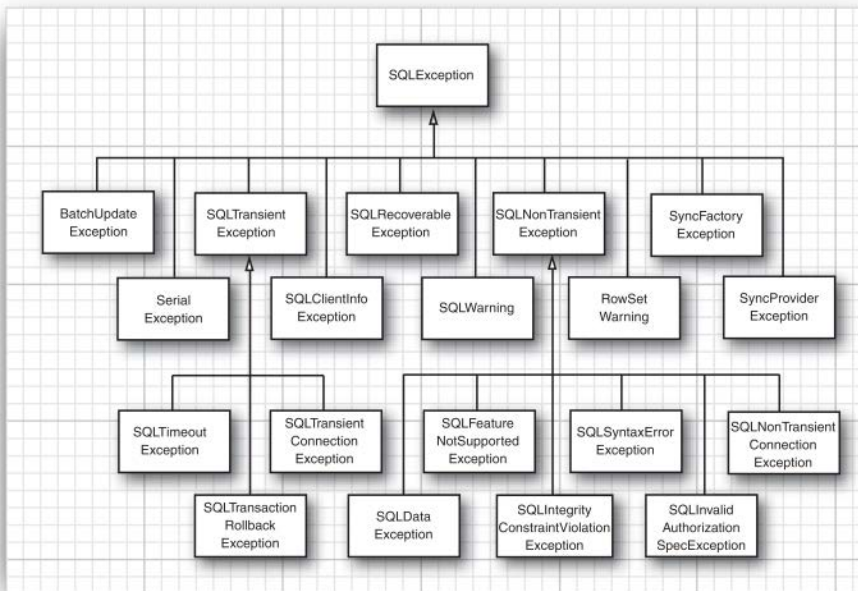 SQLException
BatchUpdate
Exception
SQLTransient
Exception
SQLRecoverable
Exception
SQLNonTransient
Exception
SyncFactory
Exception
Serial
Exception
SQLClientInfo
Exception
SQLWarning
RowSet
Warning
SyncProvider
Exception
SQLTimeout
Exception
SQLTransient
Connection
Exception
SQLFeature
NotSupported
Exception
SQLSyntaxError
Exception
SQLNonTransient
Connection
Exception
SQLTransaction
Rollback
Exception
SQLData
Exception
SQLIntegrity
ConstraintViolation
Exception
SQLInvalid
Authorization
SpecException